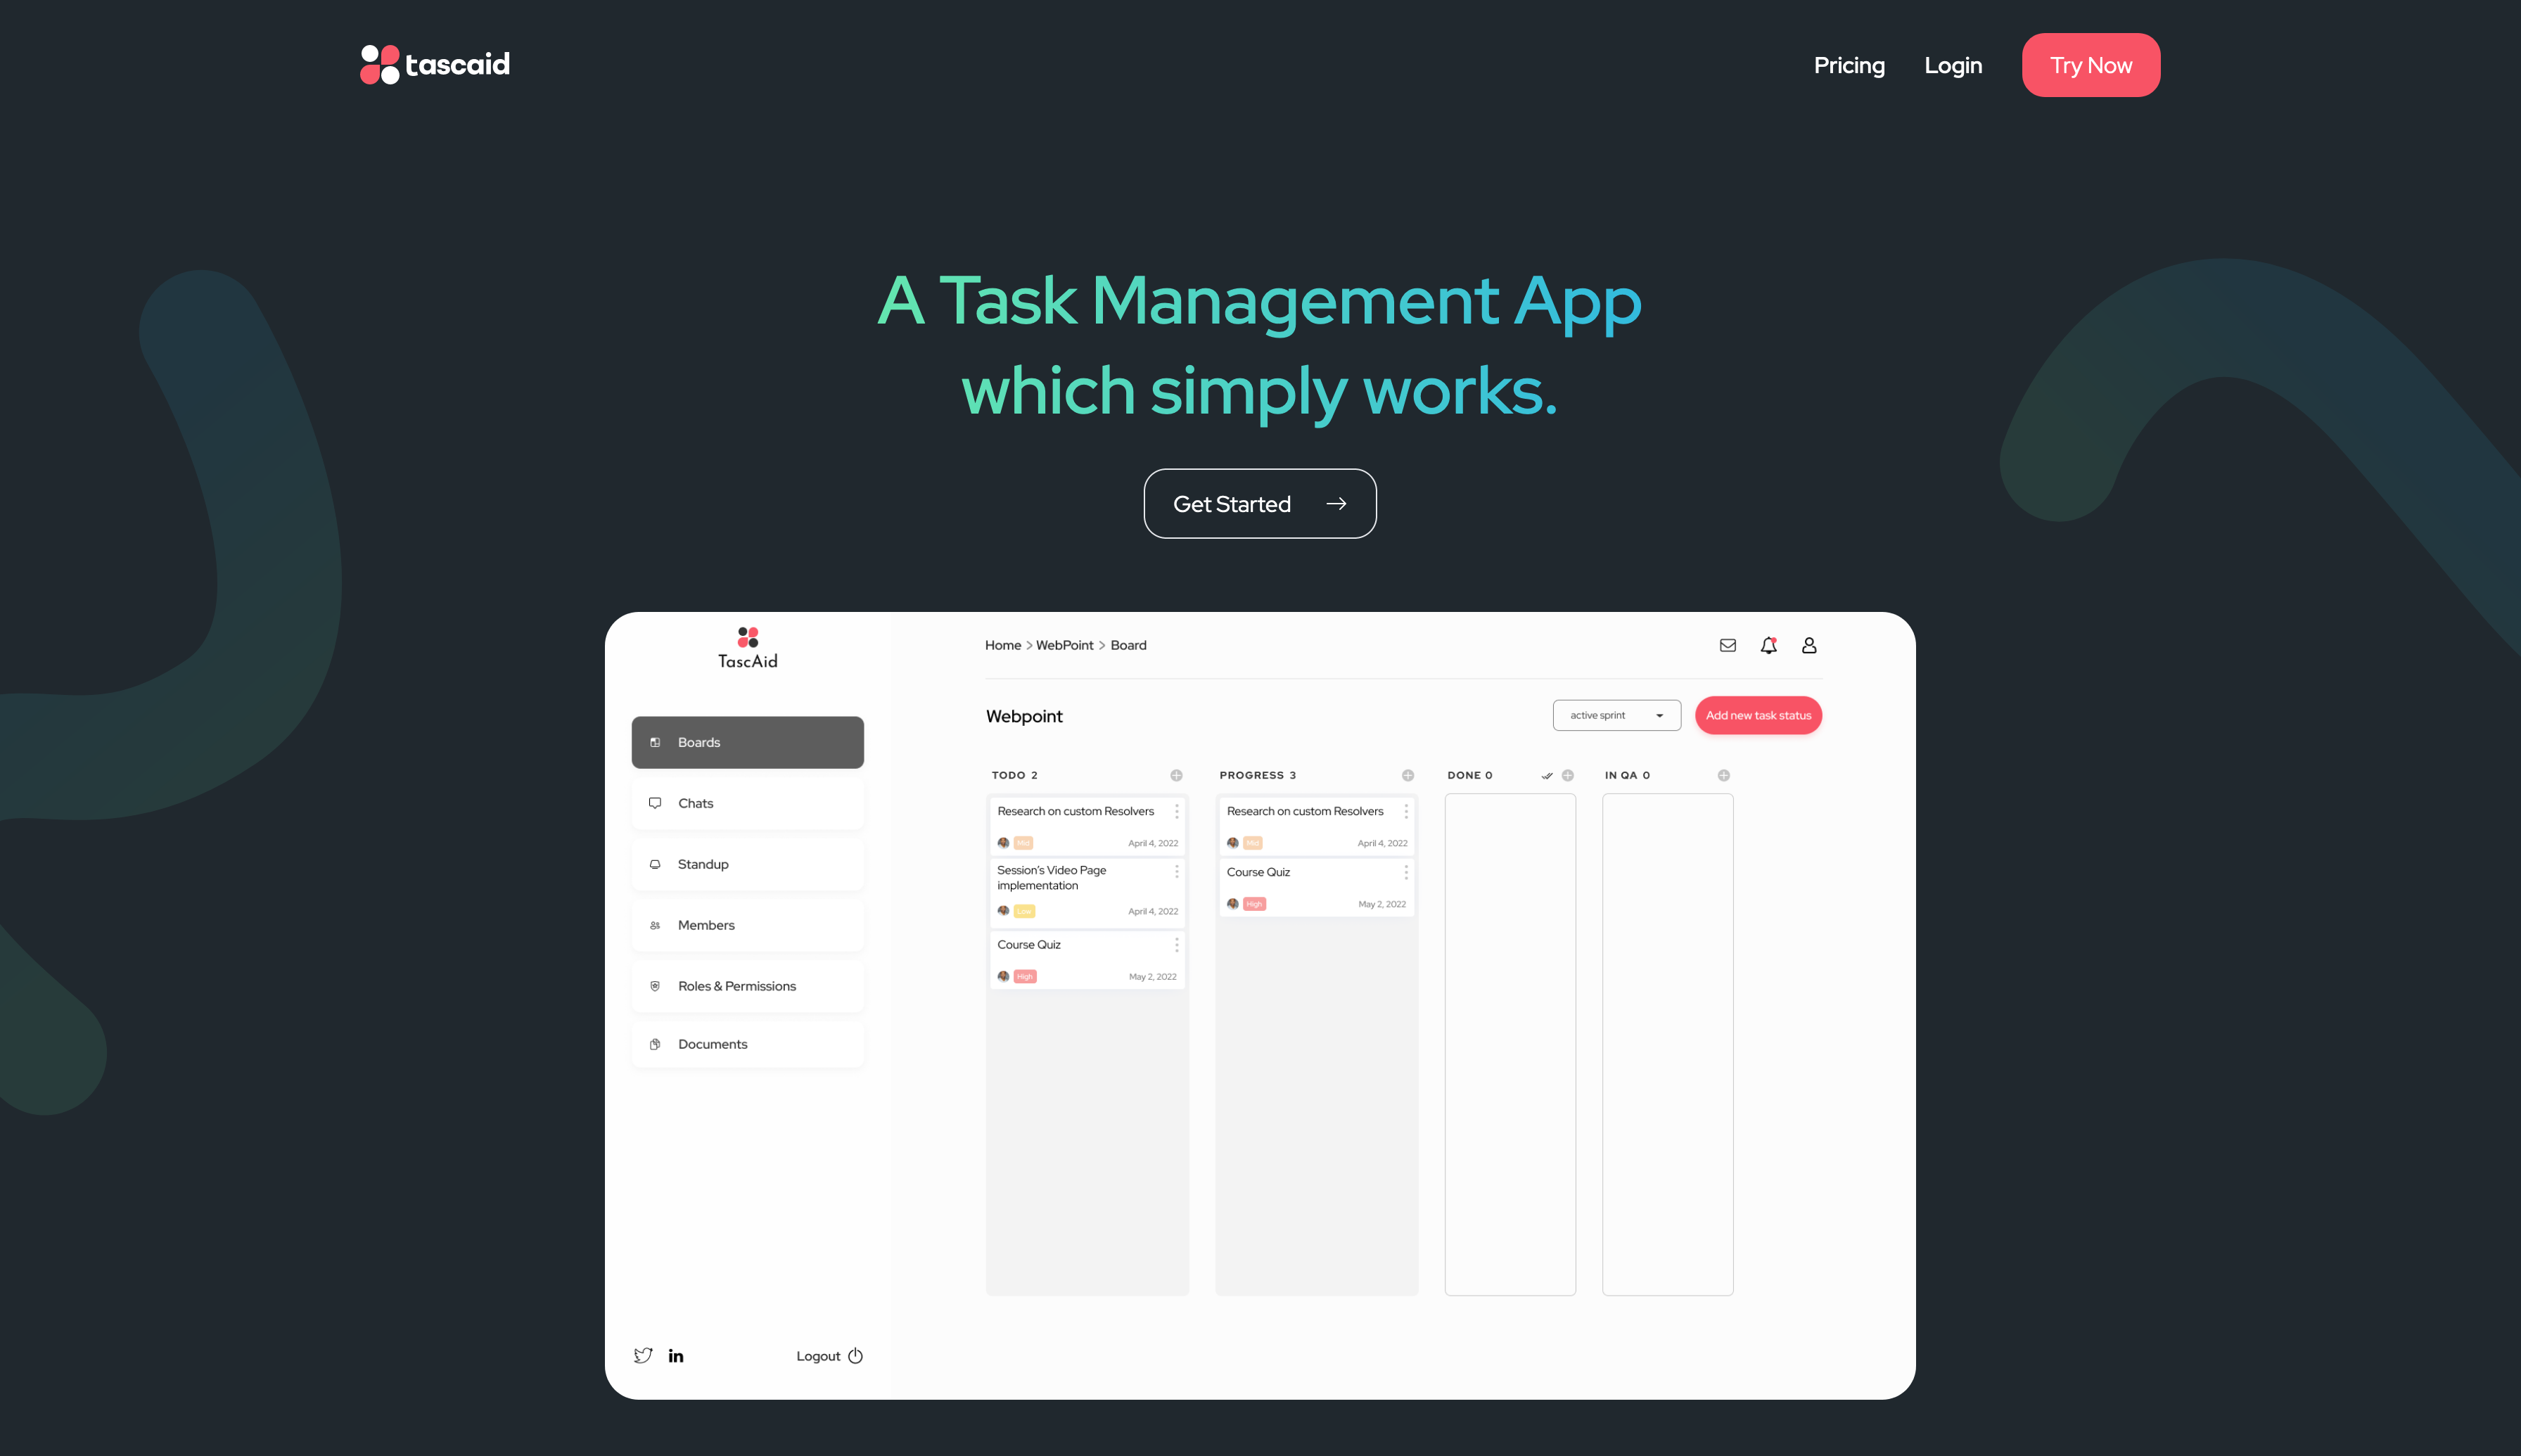 tascaid
Pricing
Login
Try Now
A Task Management App
which simply works.
Get Started
TascAid
Boards
Chats
Standup
Members
Roles & Permissions
Documents
in
Logout
Home > WebPoint > Board
Webpoint
active sprint
Add new task status
TODO 2
Research on custom Resolvers
Mid
April 4, 2022
Session's Video Page
implementation
Low
April 4, 2022
Course Quiz
High
May 2, 2022
PROGRESS 3
Research on custom Resolvers
Mid
April 4, 2022
Course Quiz
High
May 2, 2022
DONE 0
IN QA 0